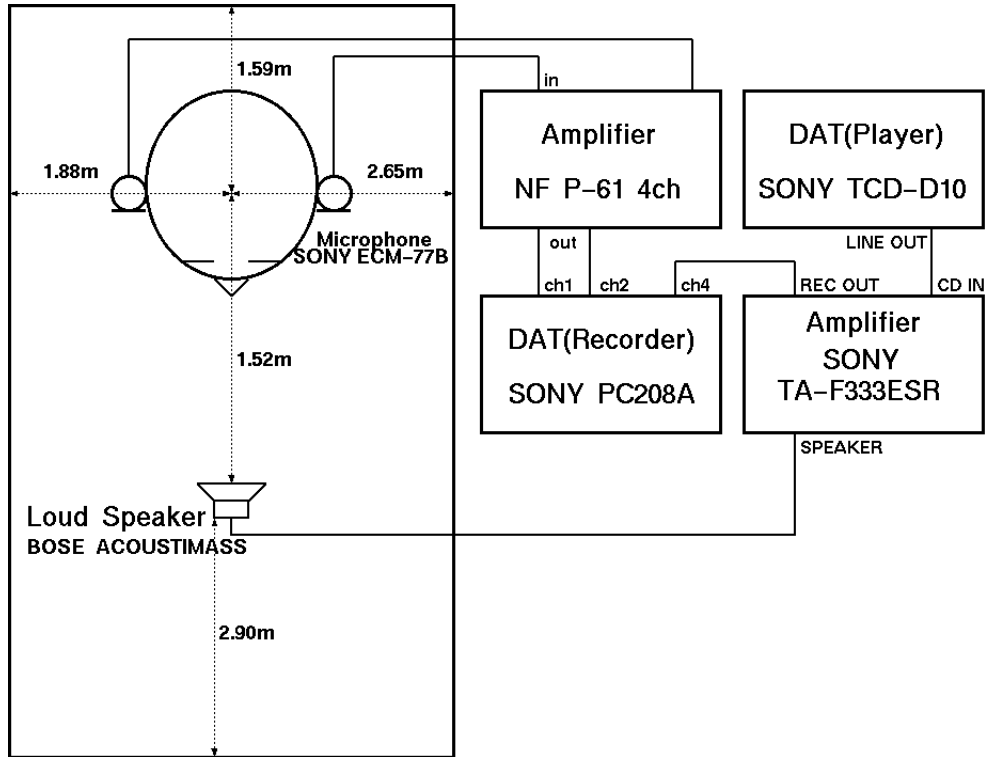 1.59m
1.88m
2.65m
Microphone
SONY ECM-77B
1.52m
Loud Speaker
BOSE ACOUSTIMASS
2.90m
in
Amplifier
NF P-61 4ch
out
DAT(Player)
SONY TCD-D10
LINE OUT
ch1
ch2
ch4
REC OUT
CD IN
DAT(Recorder)
SONY PC208A
Amplifier
SONY
TA-F333ESR
SPEAKER